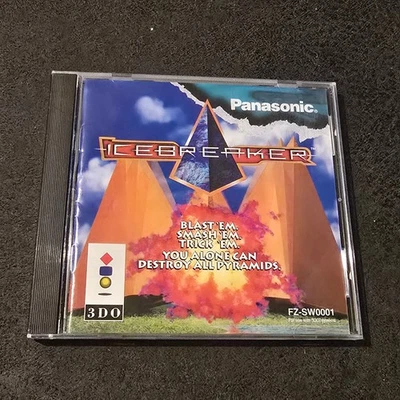 Panasonic®
ICEBREAKER
BLAST 'EM.
SMASH 'EM.
TRICK 'EM.
YOU ALONE CAN
DESTROY ALL PYRAMIDS.
3DO
FZ-SW0001